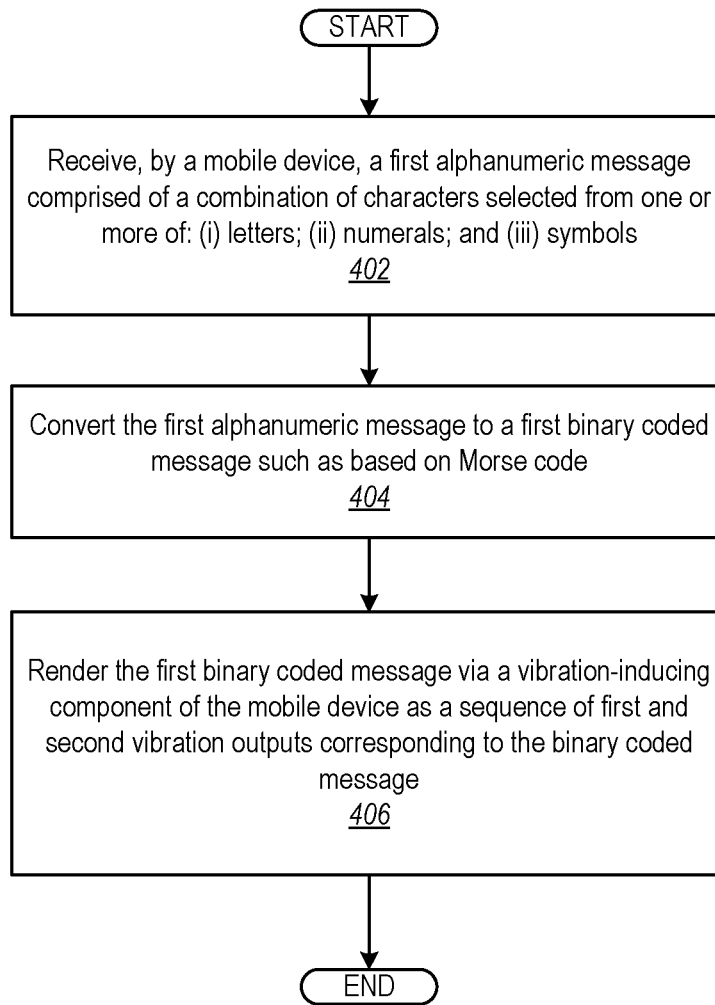 START
Receive, by a mobile device, a first alphanumeric message
comprised of a combination of characters selected from one or
more of: (i) letters; (ii) numerals; and (iii) symbols
402
Convert the first alphanumeric message to a first binary coded
message such as based on Morse code
404
Render the first binary coded message via a vibration-inducing
component of the mobile device as a sequence of first and
second vibration outputs corresponding to the binary coded
message
406
END